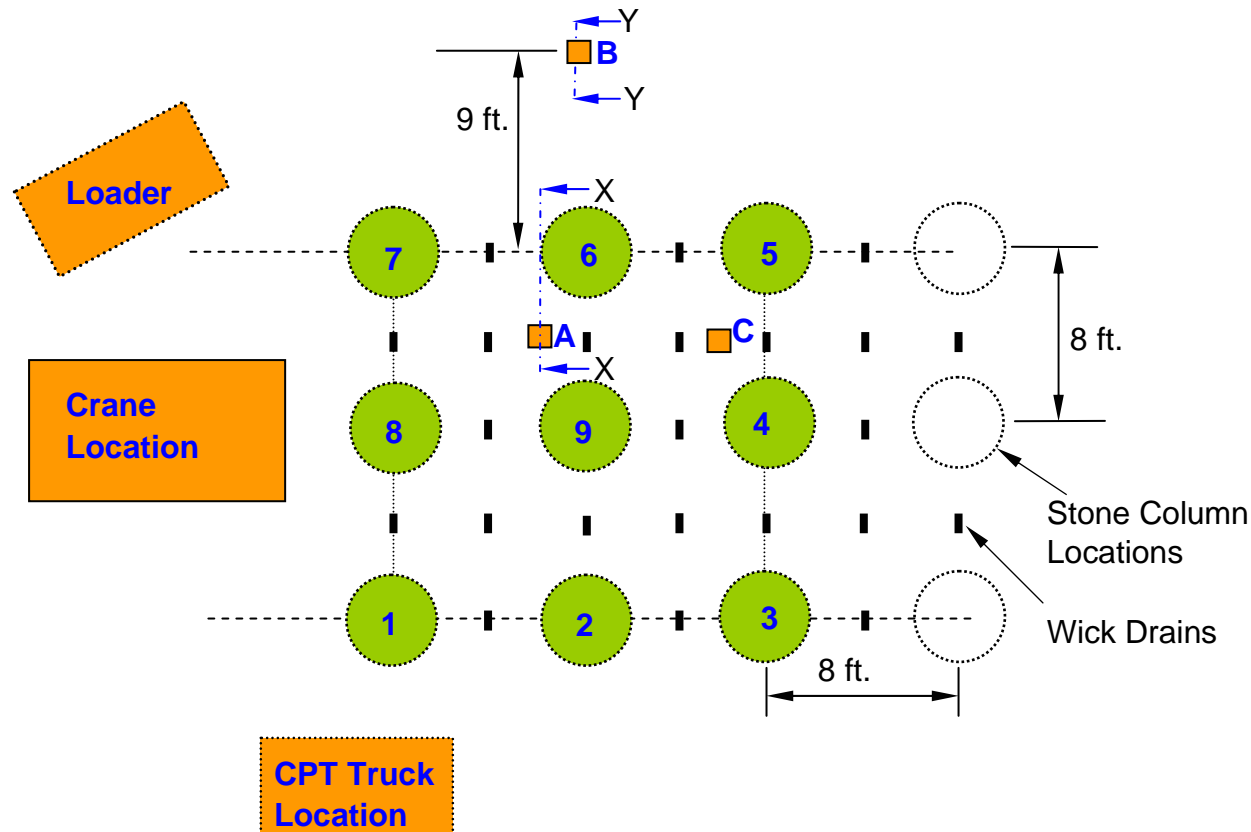 Y
B
Y
9 ft.
Loader
X
7
6
5
A
C
X
8 ft.
Crane
Location
8
9
4
Stone Column
Locations
1
2
3
Wick Drains
8 ft.
CPT Truck
Location